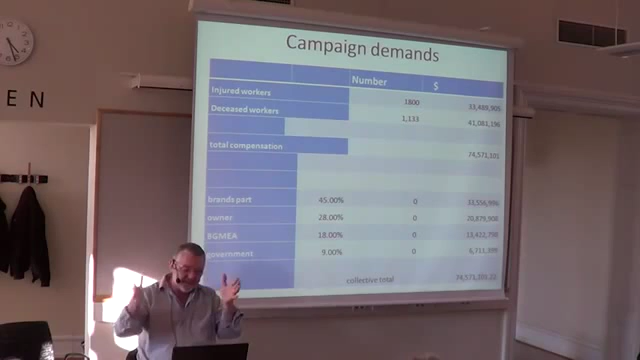 Campaign demands
Number $
Injured workers 1800 33,489,905
Deceased workers 1,133 41,081,196
total compensation 74,571,101
brands part 45.00% 0 33,556,996
owner 28.00% 0 20,879,908
BGMEA 18.00% 0 13,422,798
government 9.00% 0 6,711,399
collective total 74,571,101.22
EN